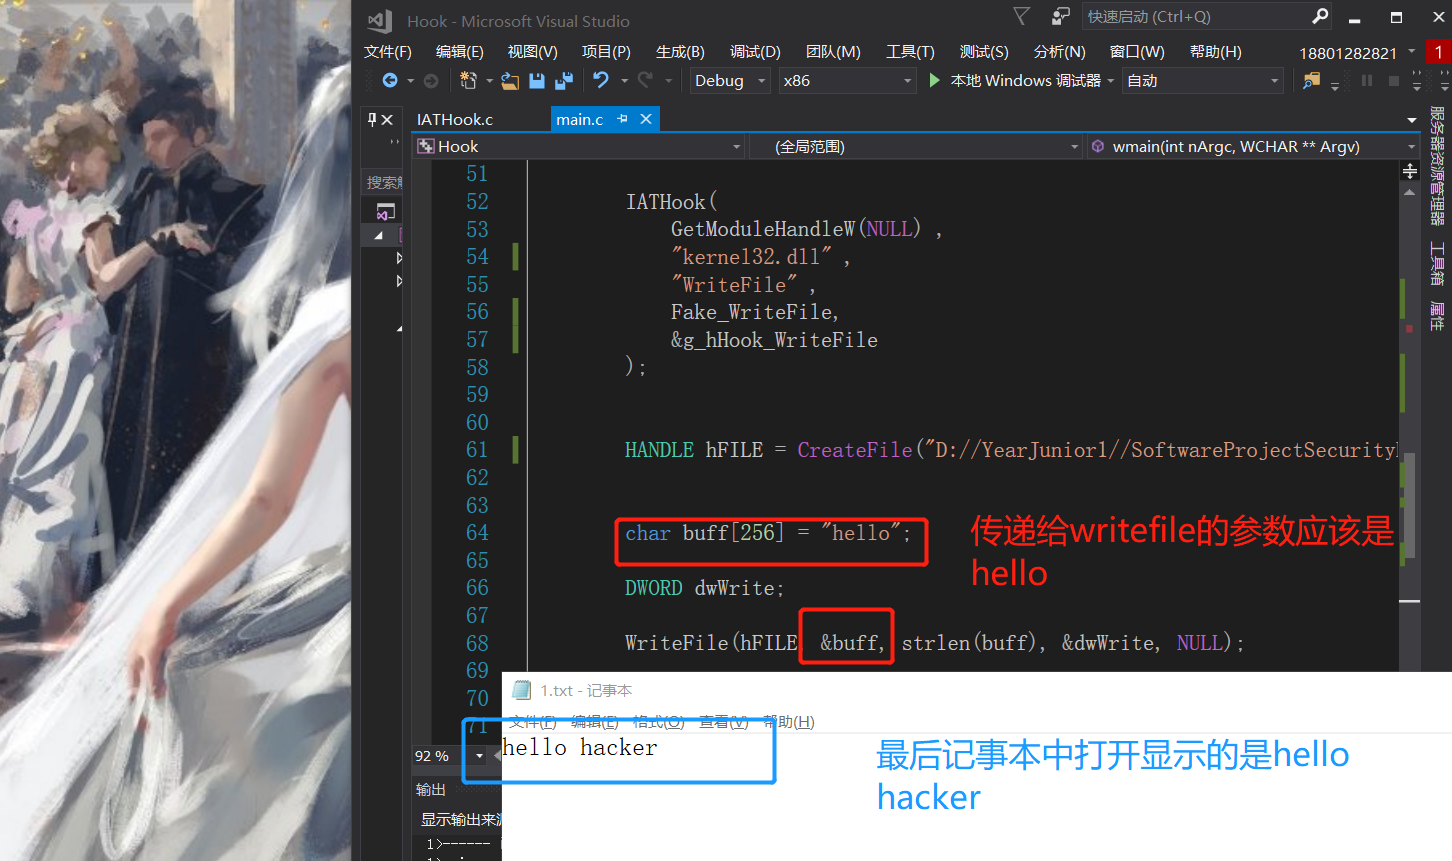 Hook - Microsoft Visual Studio
快速启动 (Ctrl+Q)
文件(F) 编辑(E) 视图(V) 项目(P) 生成(B) 调试(D) 团队(M) 工具(T) 测试(S) 分析(N) 窗口(W) 帮助(H)
18801282821
1
Debug x86 本地 Windows 调试器 自动
IATHook.c main.c
Hook (全局范围) wmain(int nArgc, WCHAR ** Argv)
搜索
服务器资源管理器
工具箱
属性
51
52 IATHook(
53 GetModuleHandleW(NULL) ,
54 "kernel32.dll" ,
55 "WriteFile" ,
56 Fake_WriteFile,
57 &g_hHook_WriteFile
58 );
59
60
61 HANDLE hFILE = CreateFile("D://YearJunior1//SoftwareProjectSecurity
62
63
64 char buff[256] = "hello";
65
66 DWORD dwWrite;
67
68 WriteFile(hFILE, &buff, strlen(buff), &dwWrite, NULL);
69
70
71
传递给writefile的参数应该是
hello
1.txt - 记事本
文件(F) 编辑(E) 格式(O) 查看(V) 帮助(H)
hello hacker
最后记事本中打开显示的是hello
hacker
92 %
输出
显示输出来源
1>------